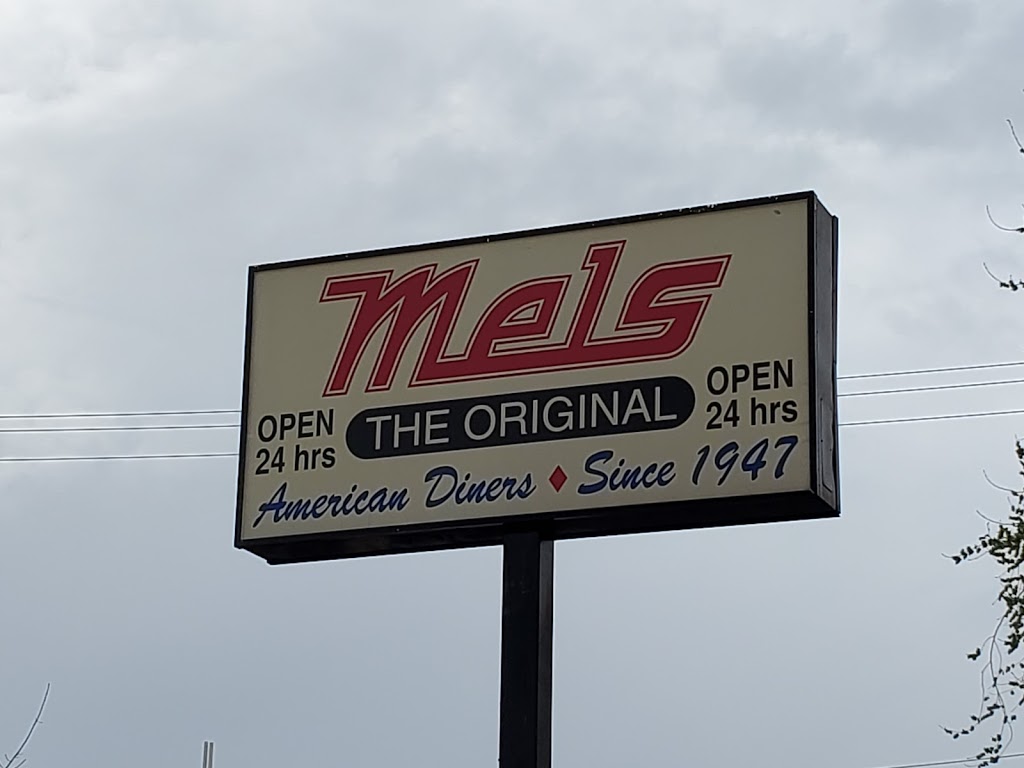 Mels
OPEN 24 hrs
THE ORIGINAL
OPEN 24 hrs
American Diners ♦ Since 1947